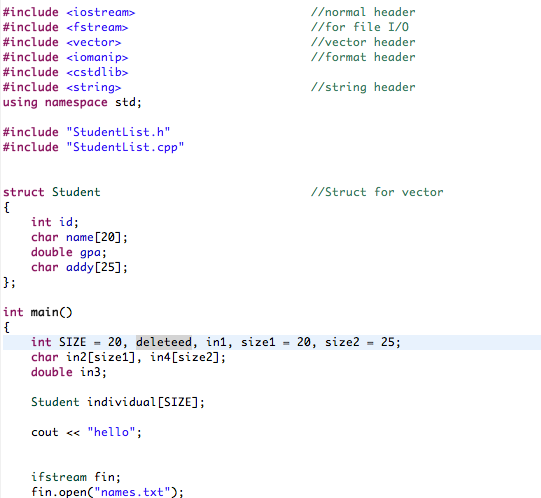 #include <iostream> //normal header
#include <fstream> //for file I/O
#include <vector> //vector header
#include <iomanip> //format header
#include <cstdlib>
#include <string> //string header
using namespace std;
#include "StudentList.h"
#include "StudentList.cpp"
struct Student //Struct for vector
{
int id;
char name[20];
double gpa;
char addy[25];
};
int main()
{
int SIZE = 20, deleteed, in1, size1 = 20, size2 = 25;
char in2[size1], in4[size2];
double in3;
Student individual[SIZE];
cout << "hello";
ifstream fin;
fin.open("names.txt");